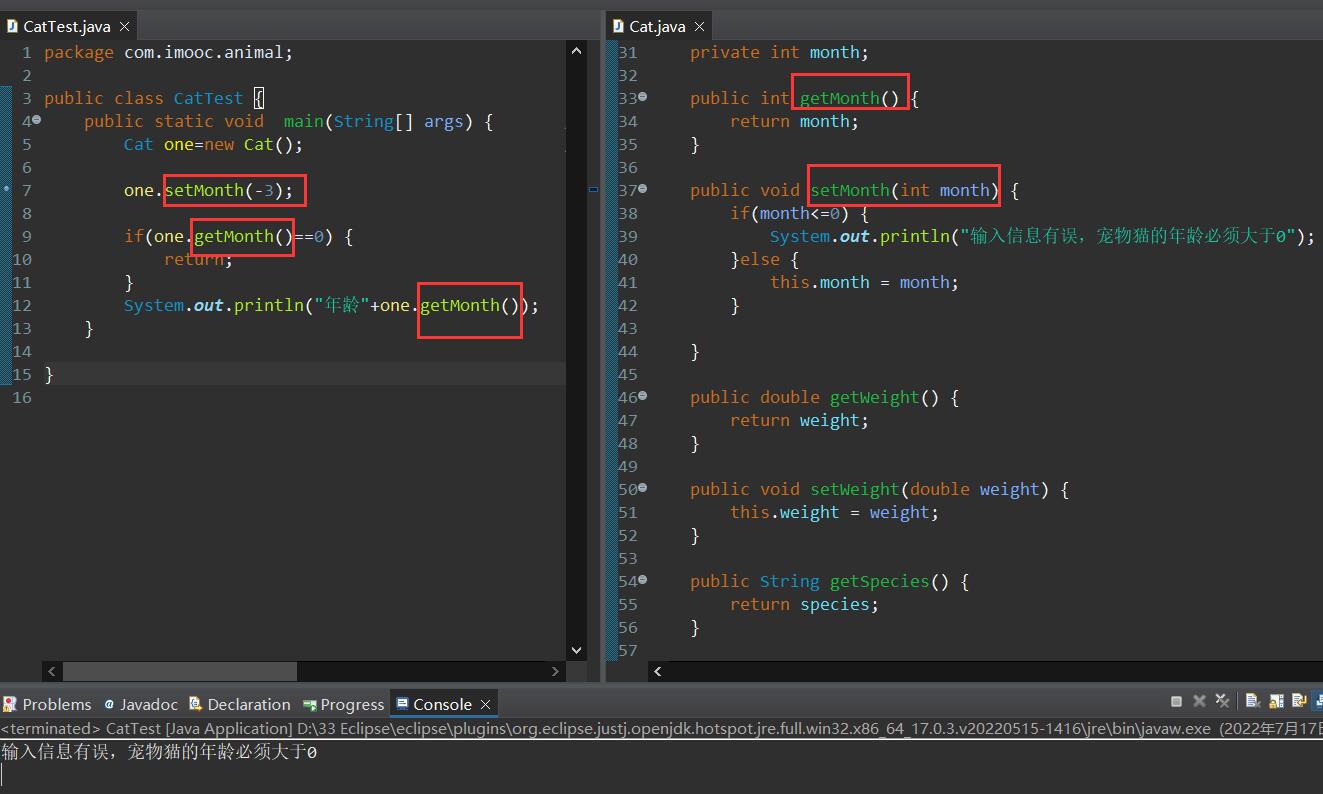 CatTest.java
1 package com.imooc.animal;
2
3 public class CatTest {
4 public static void main(String[] args) {
5 Cat one=new Cat();
6
7 one.setMonth(-3);
8
9 if(one.getMonth()==0) {
10 return;
11 }
12 System.out.println("年龄"+one.getMonth());
13 }
14
15 }
16
Cat.java
31 private int month;
32
33 public int getMonth() {
34 return month;
35 }
36
37 public void setMonth(int month) {
38 if(month<=0) {
39 System.out.println("输入信息有误，宠物猫的年龄必须大于0");
40 }else {
41 this.month = month;
42 }
43
44 }
45
46 public double getWeight() {
47 return weight;
48 }
49
50 public void setWeight(double weight) {
51 this.weight = weight;
52 }
53
54 public String getSpecies() {
55 return species;
56 }
57
Problems @ Javadoc Declaration Progress Console
<terminated> CatTest [Java Application] D:\33 Eclipse\eclipse\plugins\org.eclipse.justj.openjdk.hotspot.jre.full.win32.x86_64_17.0.3.v20220515-1416\jre\bin\javaw.exe (2022年7月17日
输入信息有误，宠物猫的年龄必须大于0